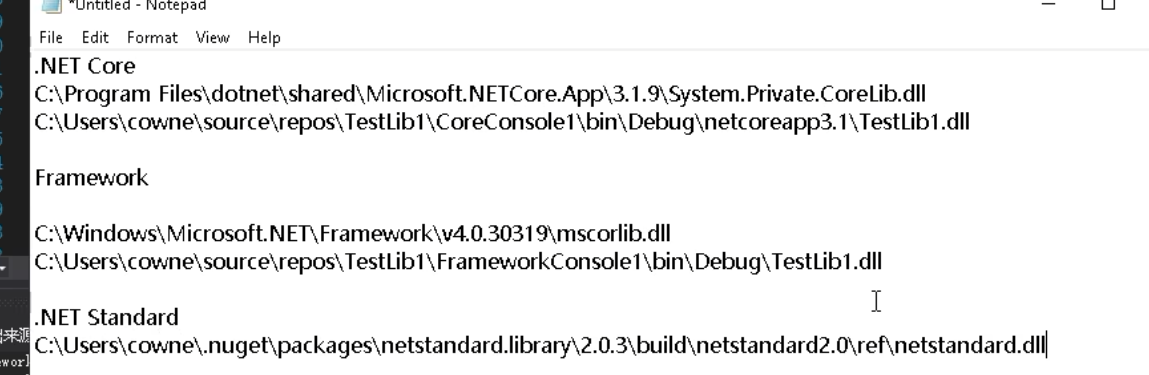 *Untitled - Notepad
File Edit Format View Help
.NET Core
C:\Program Files\dotnet\shared\Microsoft.NETCore.App\3.1.9\System.Private.CoreLib.dll
C:\Users\cowne\source\repos\TestLib1\CoreConsole1\bin\Debug\netcoreapp3.1\TestLib1.dll
Framework
C:\Windows\Microsoft.NET\Framework\v4.0.30319\mscorlib.dll
C:\Users\cowne\source\repos\TestLib1\FrameworkConsole1\bin\Debug\TestLib1.dll
.NET Standard
C:\Users\cowne\.nuget\packages\netstandard.library\2.0.3\build\netstandard2.0\ref\netstandard.dll